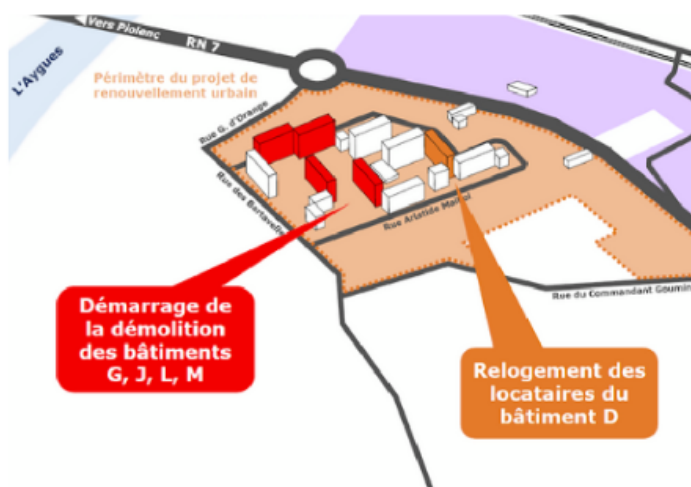 Vers Piolenc
RN 7
L'Aygues
Périmètre du projet de
renouvellement urbain
Rue G. d'Orange
Rue des Bartavelles
Rue Aristide Maillol
Rue du Commandant Goumin
Démarrage de
la démolition
des bâtiments
G, J, L, M
Relogement des
locataires du
bâtiment D